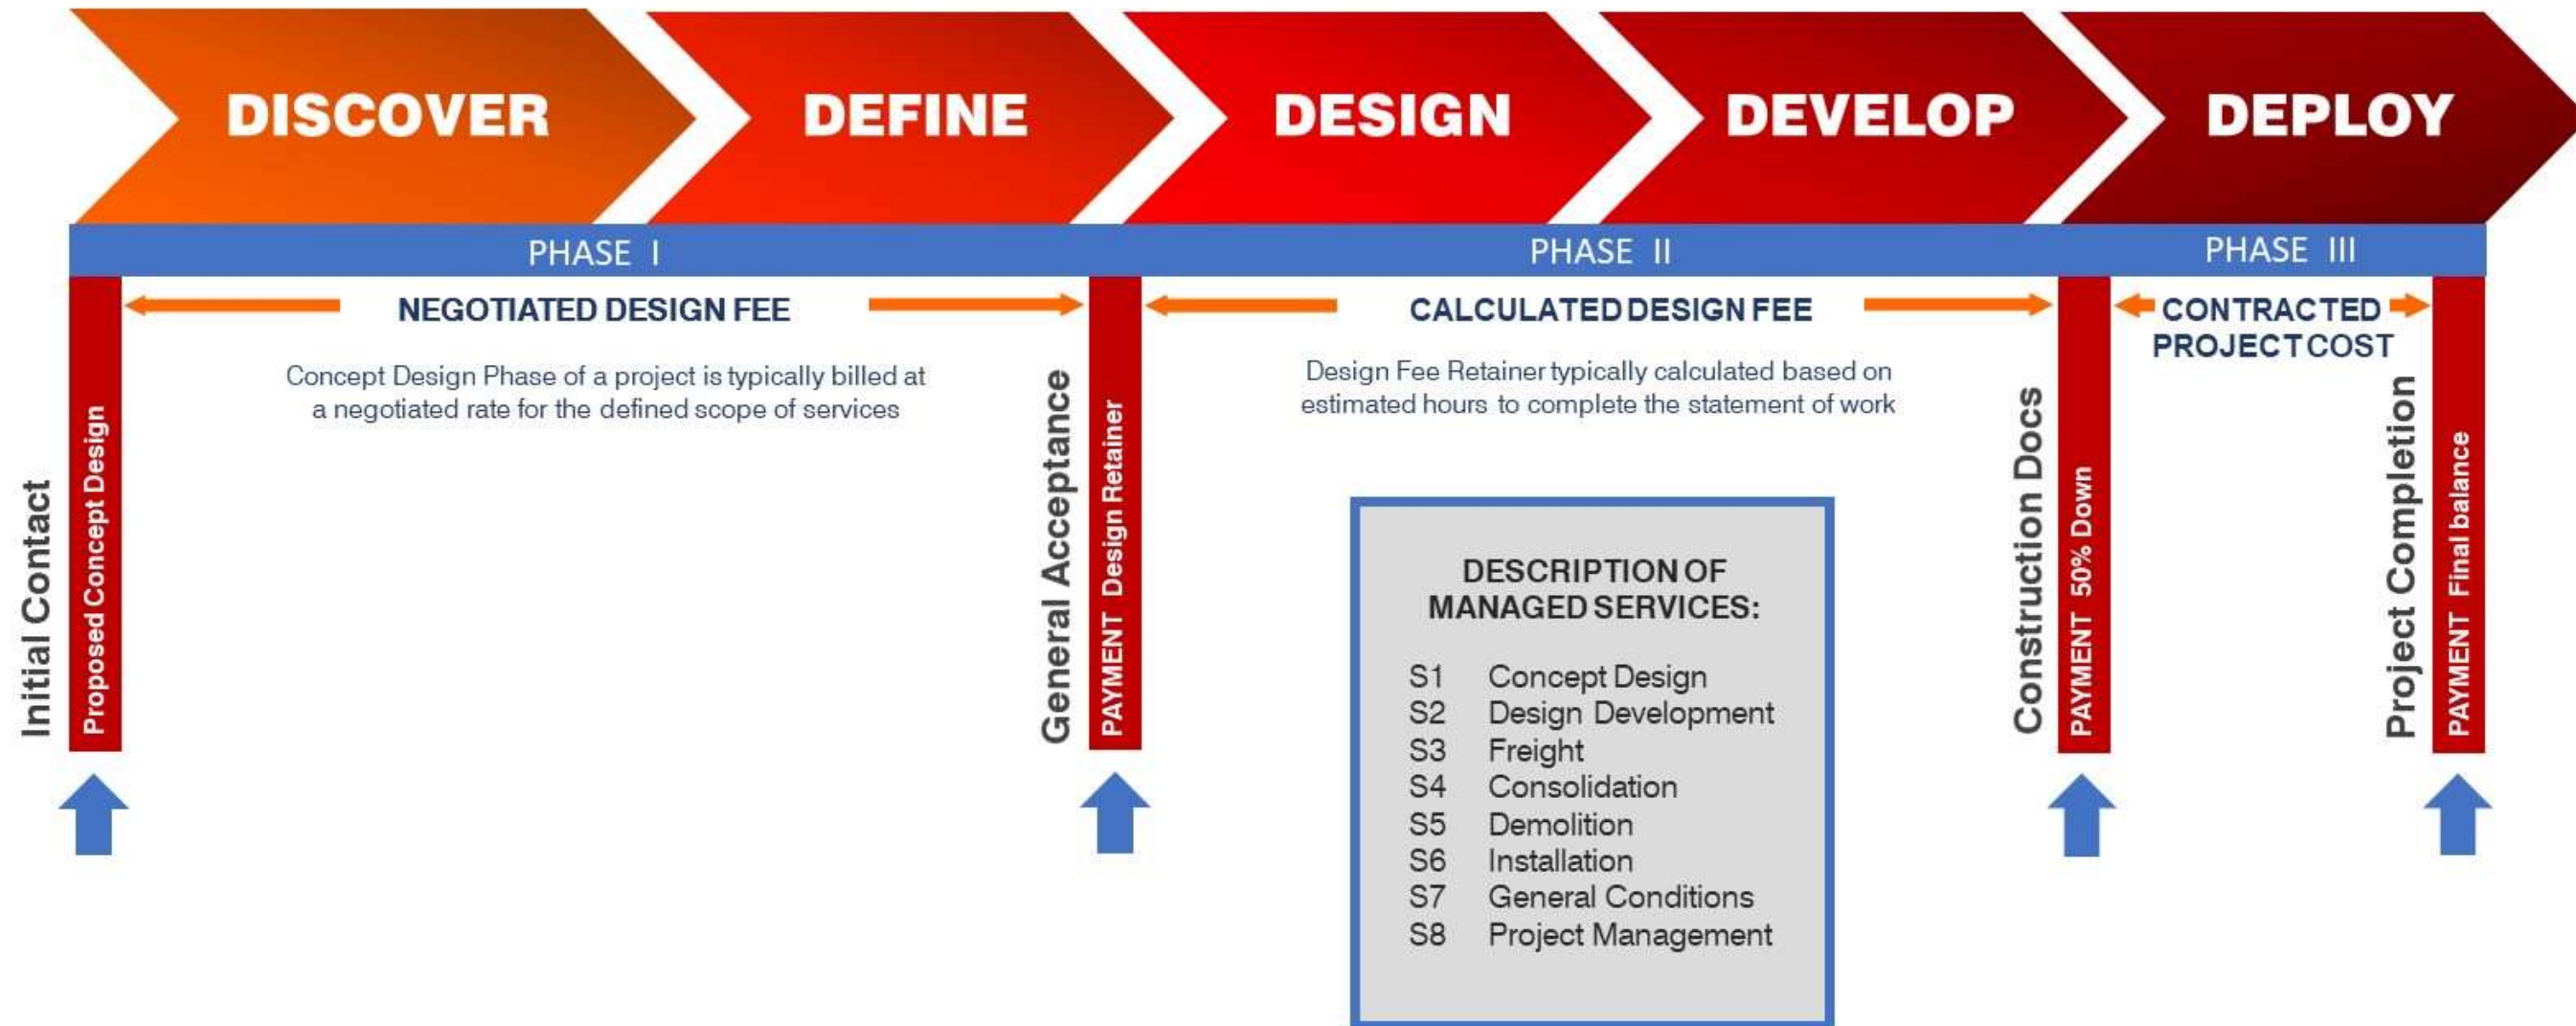 DISCOVER
DEFINE
DESIGN
DEVELOP
DEPLOY
PHASE I
PHASE II
PHASE III
NEGOTIATED DESIGN FEE
Concept Design Phase of a project is typically billed at
a negotiated rate for the defined scope of services
CALCULATED DESIGN FEE
Design Fee Retainer typically calculated based on
estimated hours to complete the statement of work
CONTRACTED
PROJECT COST
Initial Contact
Proposed Concept Design
General Acceptance
PAYMENT Design Retainer
Construction Docs
PAYMENT 50% Down
Project Completion
PAYMENT Final balance
DESCRIPTION OF
MANAGED SERVICES:
S1 Concept Design
S2 Design Development
S3 Freight
S4 Consolidation
S5 Demolition
S6 Installation
S7 General Conditions
S8 Project Management